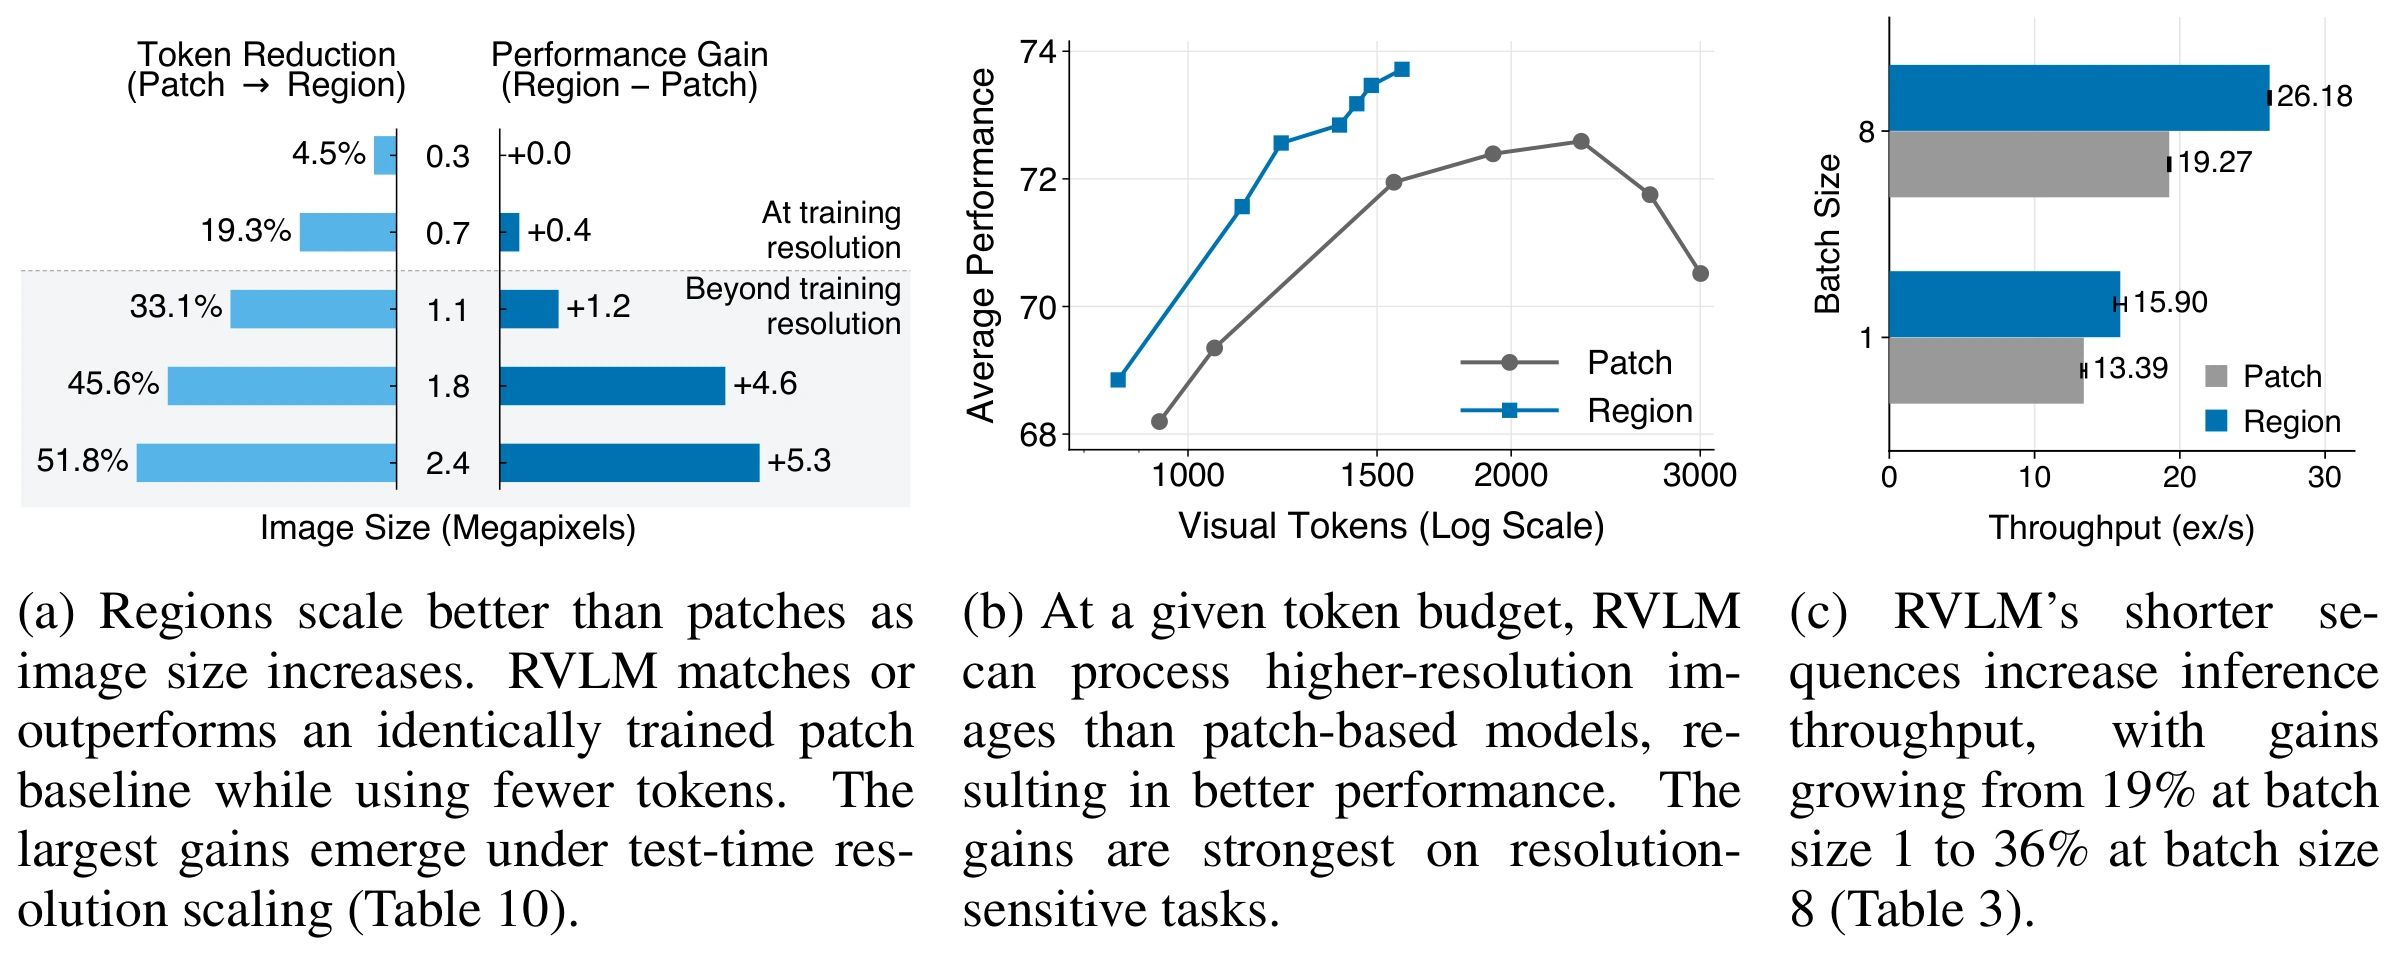 Token Reduction
(Patch → Region)
Performance Gain
(Region − Patch)
4.5% 0.3 +0.0
19.3% 0.7 +0.4
At training
resolution
33.1% 1.1 +1.2
Beyond training
resolution
45.6% 1.8 +4.6
51.8% 2.4 +5.3
Image Size (Megapixels)
Average Performance
74
72
70
68
Patch
Region
1000 1500 2000 3000
Visual Tokens (Log Scale)
Batch Size
8
1
26.18
19.27
15.90
13.39
Patch
Region
0 10 20 30
Throughput (ex/s)
(a) Regions scale better than patches as
image size increases. RVLM matches or
outperforms an identically trained patch
baseline while using fewer tokens. The
largest gains emerge under test-time res-
olution scaling (Table 10).
(b) At a given token budget, RVLM
can process higher-resolution im-
ages than patch-based models, re-
sulting in better performance. The
gains are strongest on resolution-
sensitive tasks.
(c) RVLM's shorter se-
quences increase inference
throughput, with gains
growing from 19% at batch
size 1 to 36% at batch size
8 (Table 3).